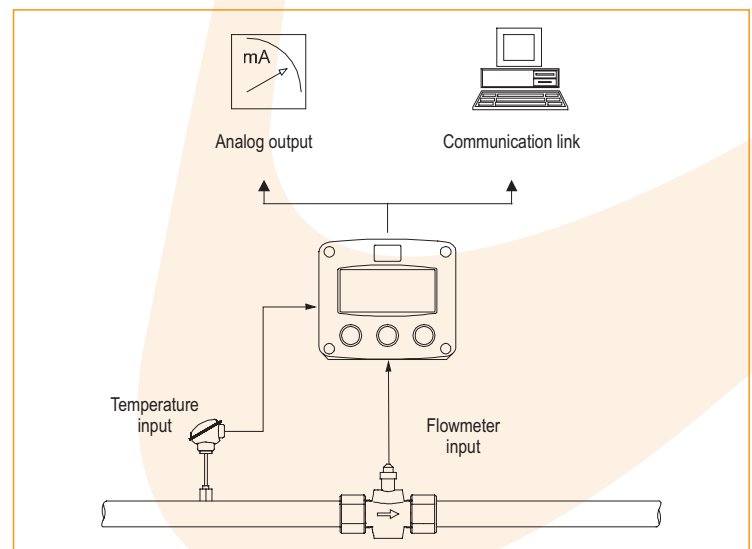 mA
Analog output
Communication link
Temperature
input
Flowmeter
input